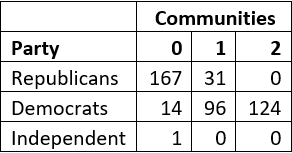 Communities
Party 0 1 2
Republicans 167 31 0
Democrats 14 96 124
Independent 1 0 0